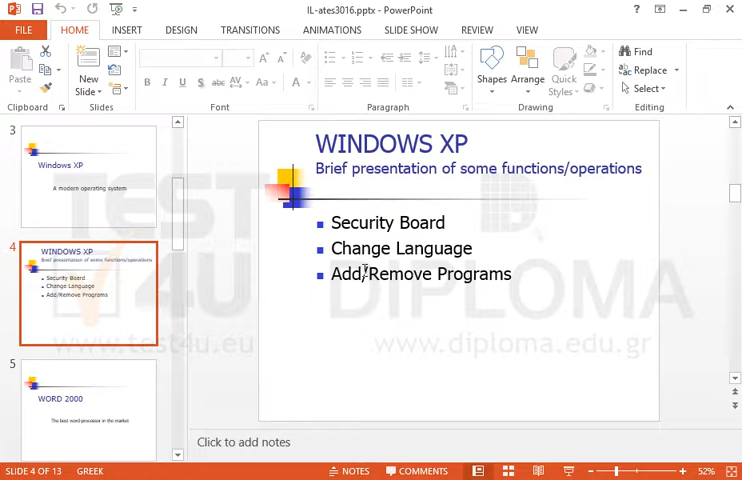 IL-ates3016.pptx - PowerPoint
FILE
HOME
INSERT
DESIGN
TRANSITIONS
ANIMATIONS
SLIDE SHOW
REVIEW
VIEW
Paste
New
Slide
Shapes
Arrange
Quick
Styles
Find
Replace
Select
Clipboard
Slides
Font
Paragraph
Drawing
Editing
3
Windows XP
A modern operating system
4
WINDOWS XP
Brief presentation of some functions/operations
Security Board
Change Language
Add/Remove Programs
5
WORD 2000
The best word-processor in the market
WINDOWS XP
Brief presentation of some functions/operations
Security Board
Change Language
Add/Remove Programs
TEST
4U
DIPLOMA
www.test4u.eu
www.diploma.edu.gr
Click to add notes
SLIDE 4 OF 13
GREEK
NOTES
COMMENTS
52%